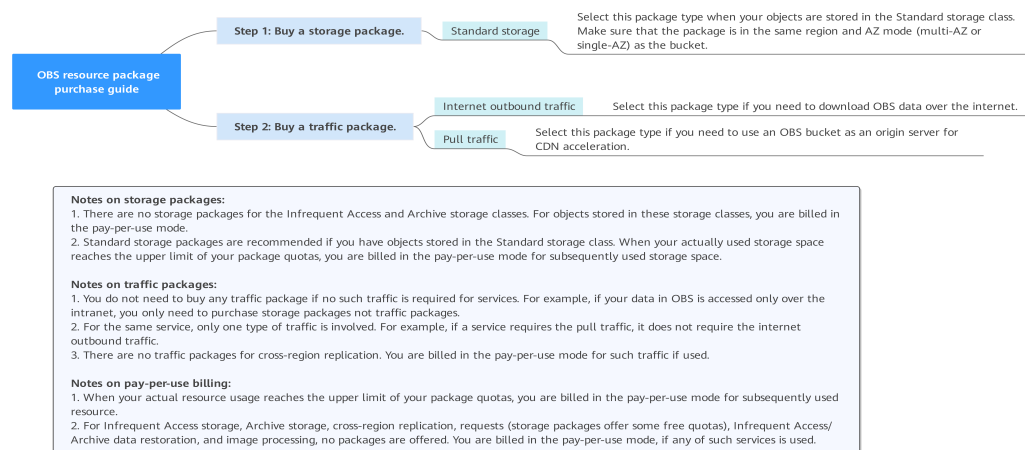 OBS resource package
purchase guide
Step 1: Buy a storage package.
Standard storage
Select this package type when your objects are stored in the Standard storage class.
Make sure that the package is in the same region and AZ mode (multi-AZ or
single-AZ) as the bucket.
Step 2: Buy a traffic package.
Internet outbound traffic
Select this package type if you need to download OBS data over the internet.
Pull traffic
Select this package type if you need to use an OBS bucket as an origin server for
CDN acceleration.
Notes on storage packages:
1. There are no storage packages for the Infrequent Access and Archive storage classes. For objects stored in these storage classes, you are billed in
the pay-per-use mode.
2. Standard storage packages are recommended if you have objects stored in the Standard storage class. When your actually used storage space
reaches the upper limit of your package quotas, you are billed in the pay-per-use mode for subsequently used storage space.
Notes on traffic packages:
1. You do not need to buy any traffic package if no such traffic is required for services. For example, if your data in OBS is accessed only over the
intranet, you only need to purchase storage packages not traffic packages.
2. For the same service, only one type of traffic is involved. For example, if a service requires the pull traffic, it does not require the internet
outbound traffic.
3. There are no traffic packages for cross-region replication. You are billed in the pay-per-use mode for such traffic if used.
Notes on pay-per-use billing:
1. When your actual resource usage reaches the upper limit of your package quotas, you are billed in the pay-per-use mode for subsequently used
resource.
2. For Infrequent Access storage, Archive storage, cross-region replication, requests (storage packages offer some free quotas), Infrequent Access/
Archive data restoration, and image processing, no packages are offered. You are billed in the pay-per-use mode, if any of such services is used.